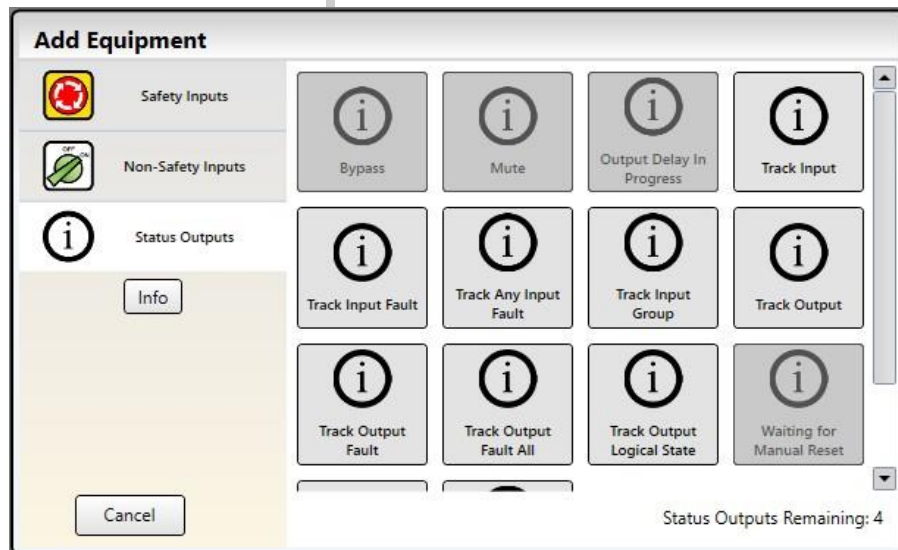 Add Equipment
Safety Inputs
OFF
ON
Non-Safety Inputs
i
Status Outputs
Info
Cancel
i
Bypass
i
Mute
i
Output Delay In
Progress
i
Track Input
i
Track Input Fault
i
Track Any Input
Fault
i
Track Input
Group
i
Track Output
i
Track Output
Fault
i
Track Output
Fault All
i
Track Output
Logical State
i
Waiting for
Manual Reset
Status Outputs Remaining: 4